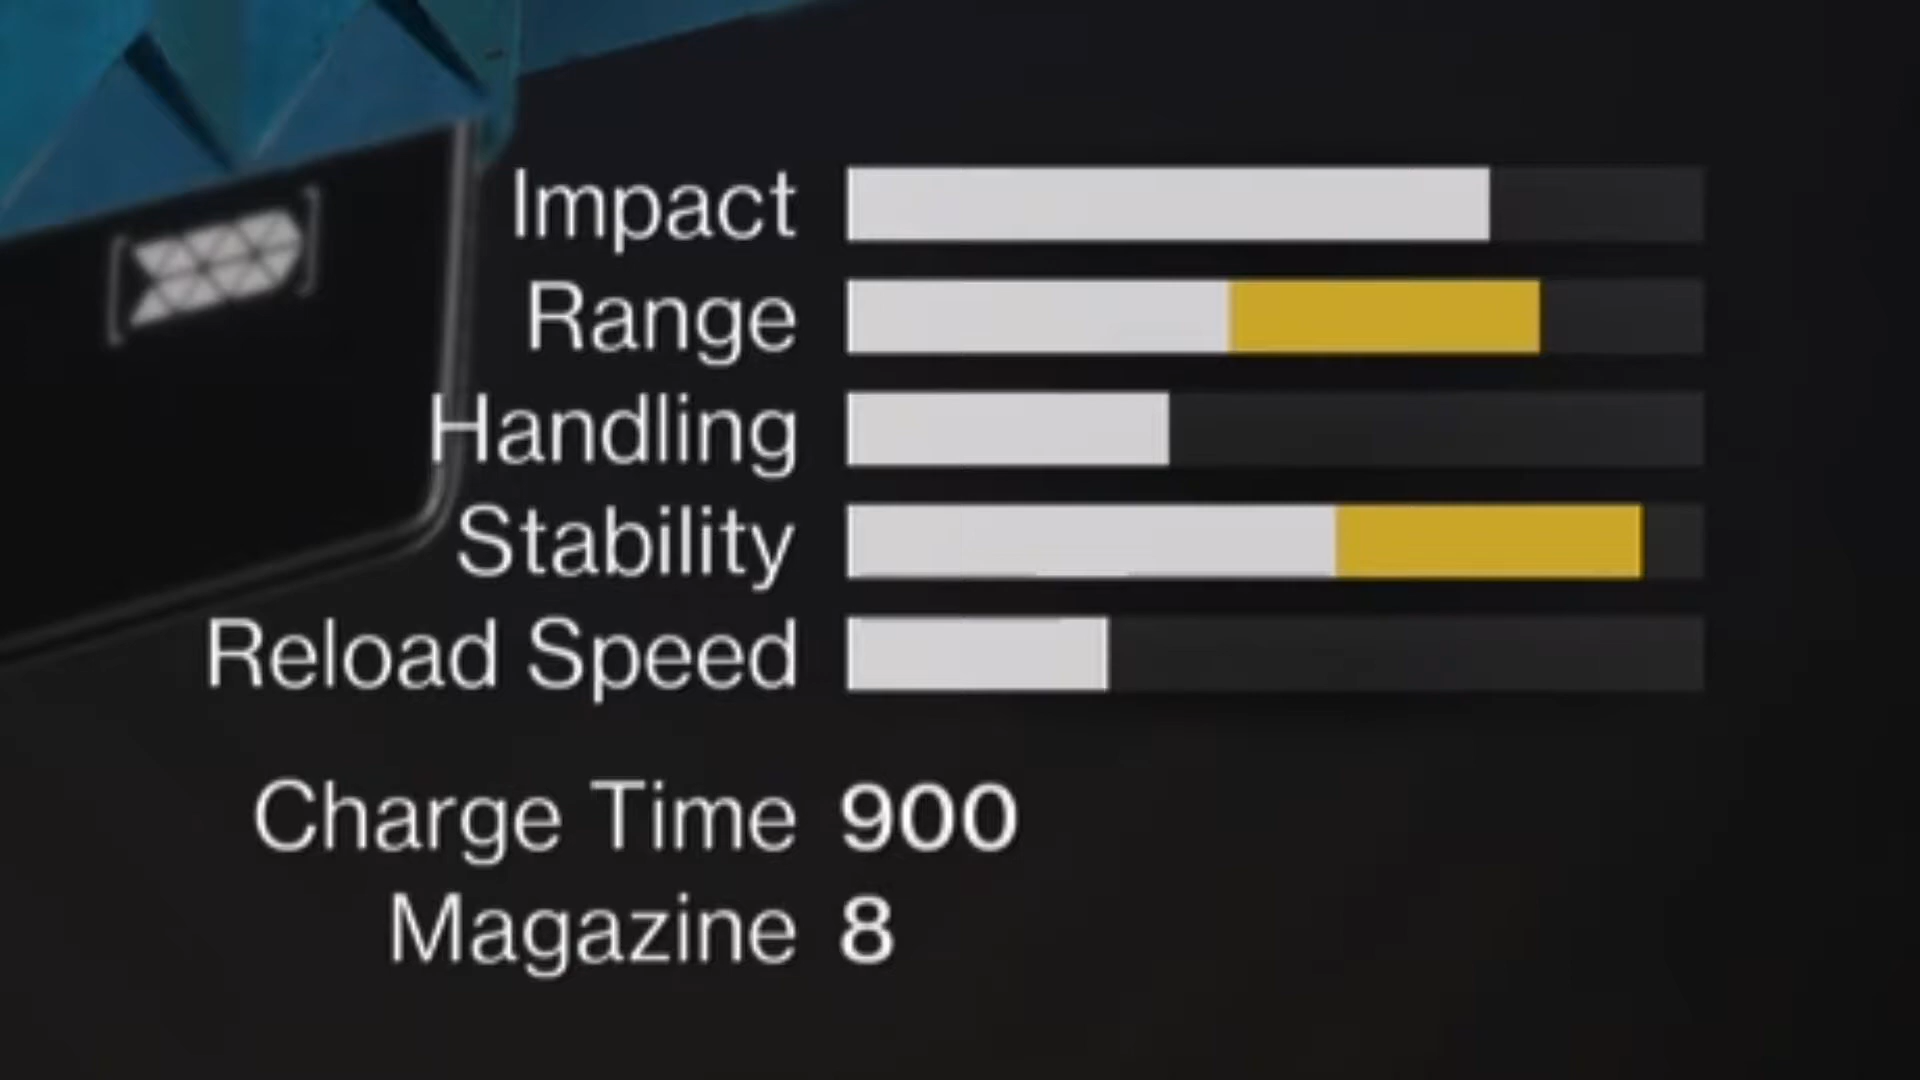 Impact
Range
Handling
Stability
Reload Speed
Charge Time 900
Magazine 8